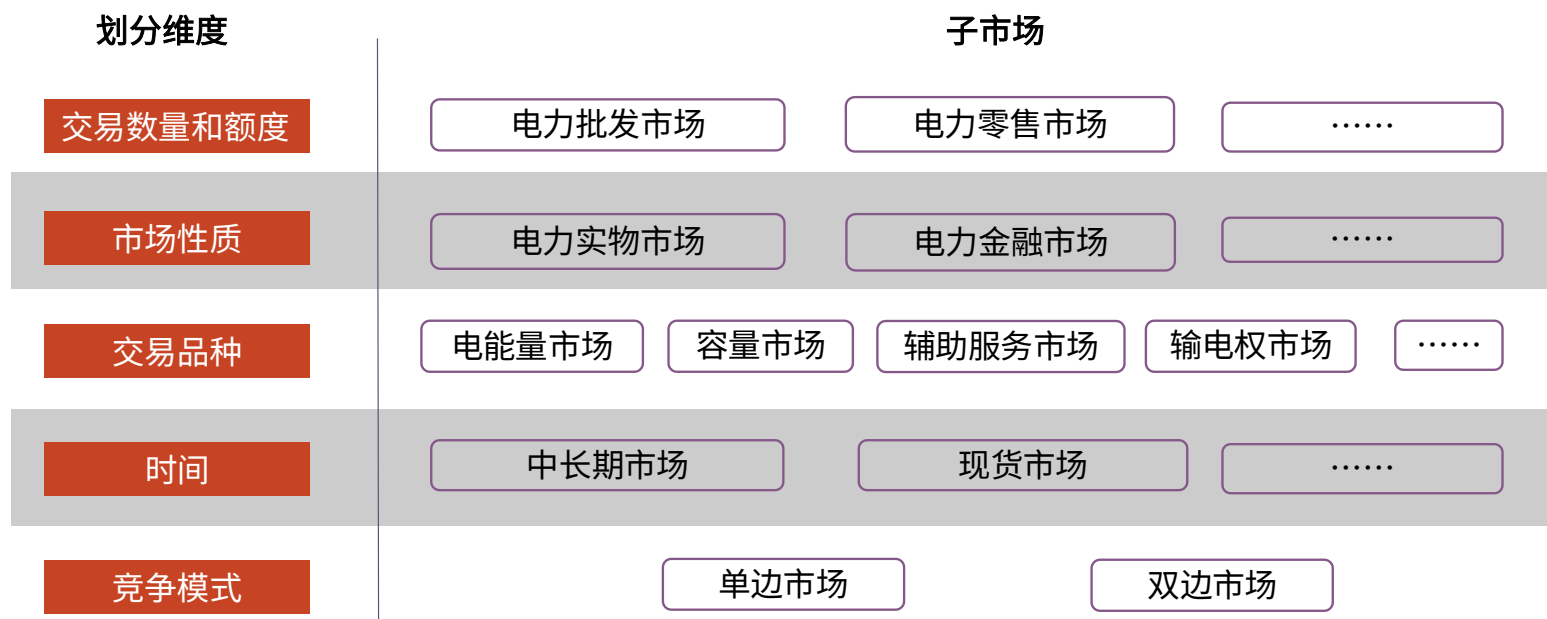 划分维度 子市场
交易数量和额度 电力批发市场 电力零售市场 ……
市场性质 电力实物市场 电力金融市场 ……
交易品种 电能量市场 容量市场 辅助服务市场 输电权市场 ……
时间 中长期市场 现货市场 ……
竞争模式 单边市场 双边市场